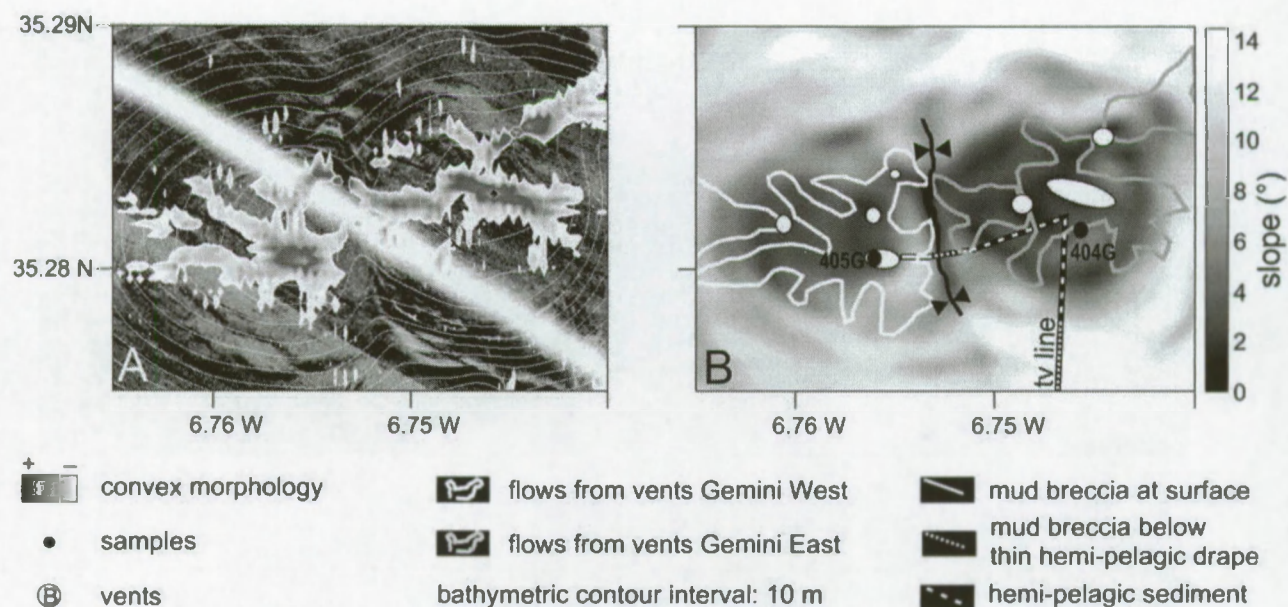 35.29N
35.28 N
A
6.76 W
6.75 W
B
405G
404G
tv line
6.76 W
6.75 W
14
12
10
8
6
4
2
0
slope (°)
+ −
convex morphology
samples
B vents
flows from vents Gemini West
flows from vents Gemini East
bathymetric contour interval: 10 m
mud breccia at surface
mud breccia below
thin hemi-pelagic drape
hemi-pelagic sediment